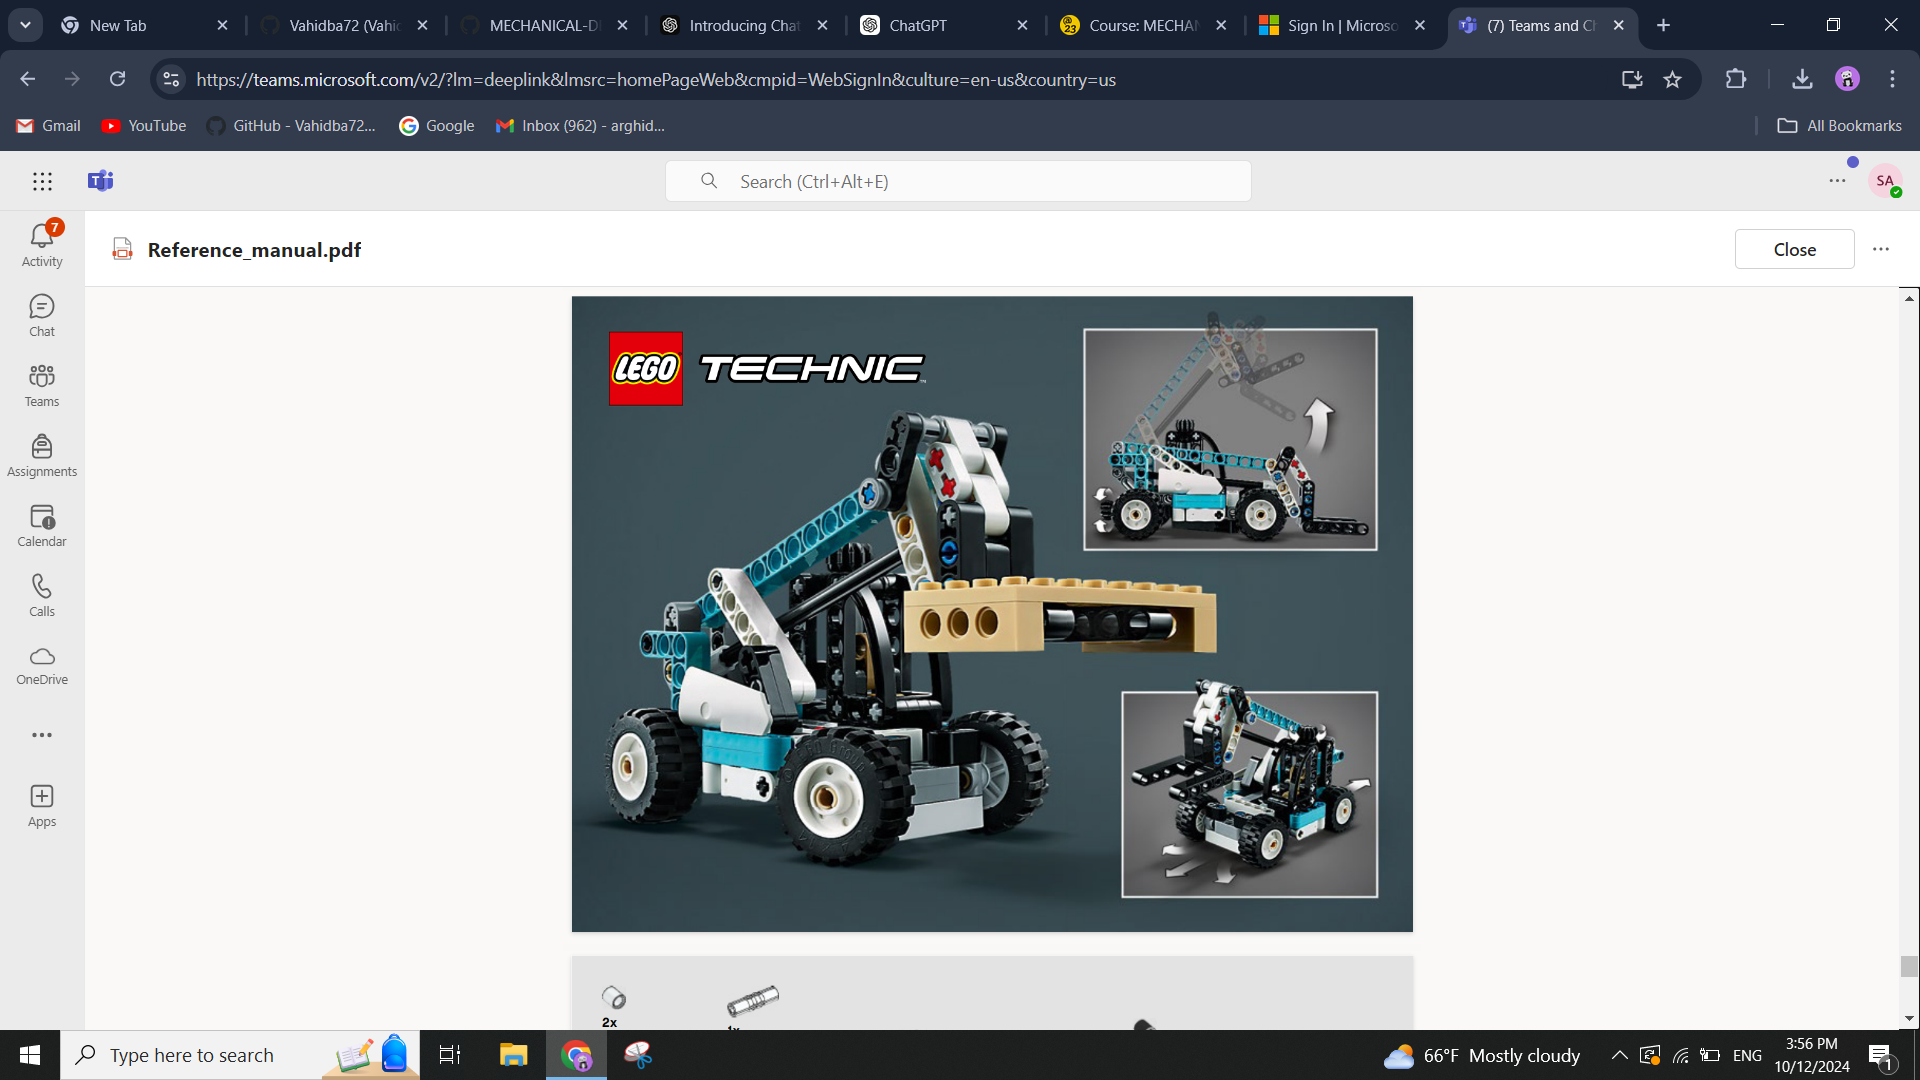 New Tab
Vahidba72 (Vahi
MECHANICAL-D
Introducing Chat
ChatGPT
Course: MECHAN
Sign In | Microso
(7) Teams and Ch
https://teams.microsoft.com/v2/?lm=deeplink&lmsrc=homePageWeb&cmpid=WebSignIn&culture=en-us&country=us
Gmail
YouTube
GitHub - Vahidba72...
Google
Inbox (962) - arghid...
All Bookmarks
Search (Ctrl+Alt+E)
SA
7
Activity
Chat
Teams
Assignments
Calendar
Calls
OneDrive
Apps
Reference_manual.pdf
Close
LEGO TECHNIC
2x
1x
Type here to search
66°F Mostly cloudy
ENG
3:56 PM
10/12/2024
1